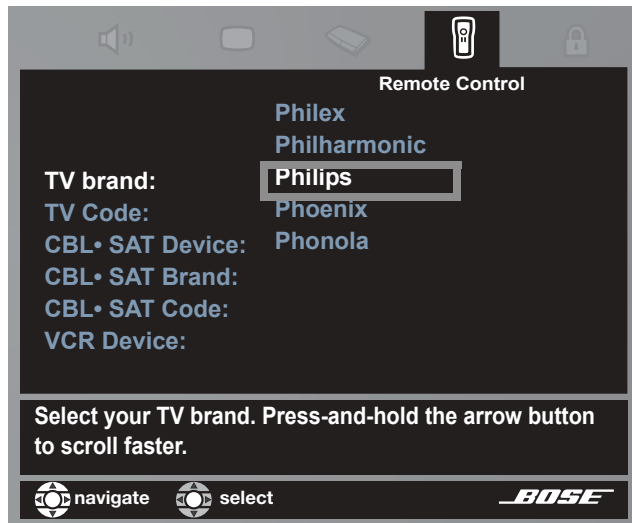 Remote Control
Philex
Philharmonic
TV brand: Philips
TV Code: Phoenix
CBL• SAT Device: Phonola
CBL• SAT Brand:
CBL• SAT Code:
VCR Device:
Select your TV brand. Press-and-hold the arrow button
to scroll faster.
navigate select BOSE